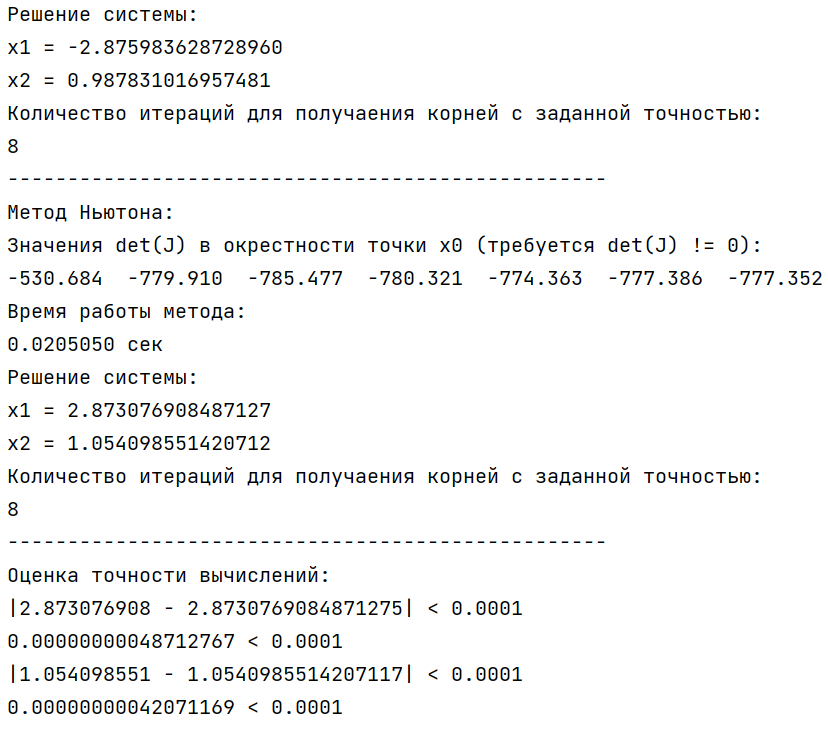 Решение системы:
x1 = -2.875983628728960
x2 = 0.987831016957481
Количество итераций для получаения корней с заданной точностью:
8
--------------------------------------------------
Метод Ньютона:
Значения det(J) в окрестности точки x0 (требуется det(J) != 0):
-530.684  -779.910  -785.477  -780.321  -774.363  -777.386  -777.352
Время работы метода:
0.0205050 сек
Решение системы:
x1 = 2.873076908487127
x2 = 1.054098551420712
Количество итераций для получаения корней с заданной точностью:
8
--------------------------------------------------
Оценка точности вычислений:
|2.873076908 - 2.8730769084871275| < 0.0001
0.00000000048712767 < 0.0001
|1.054098551 - 1.0540985514207117| < 0.0001
0.00000000042071169 < 0.0001